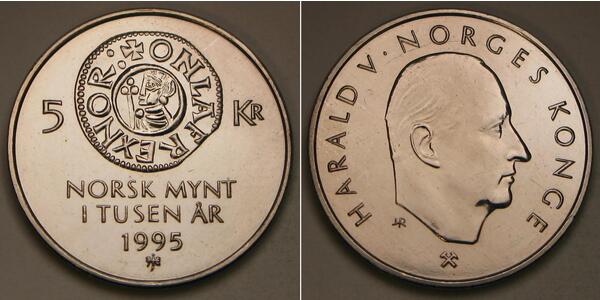 ONLAF REX NOR
5 KR
NORSK MYNT
I TUSEN ÅR
1995
HARALD V · NORGES KONGE